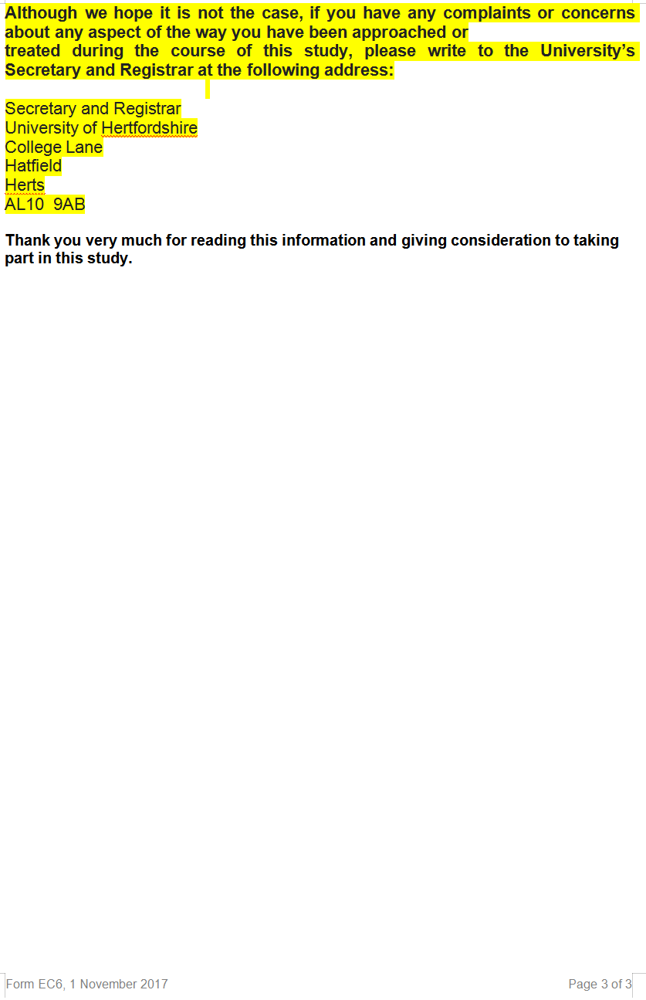 Although we hope it is not the case, if you have any complaints or concerns
about any aspect of the way you have been approached or
treated during the course of this study, please write to the University’s
Secretary and Registrar at the following address:
Secretary and Registrar
University of Hertfordshire
College Lane
Hatfield
Herts
AL10  9AB
Thank you very much for reading this information and giving consideration to taking
part in this study.
Form EC6, 1 November 2017
Page 3 of 3